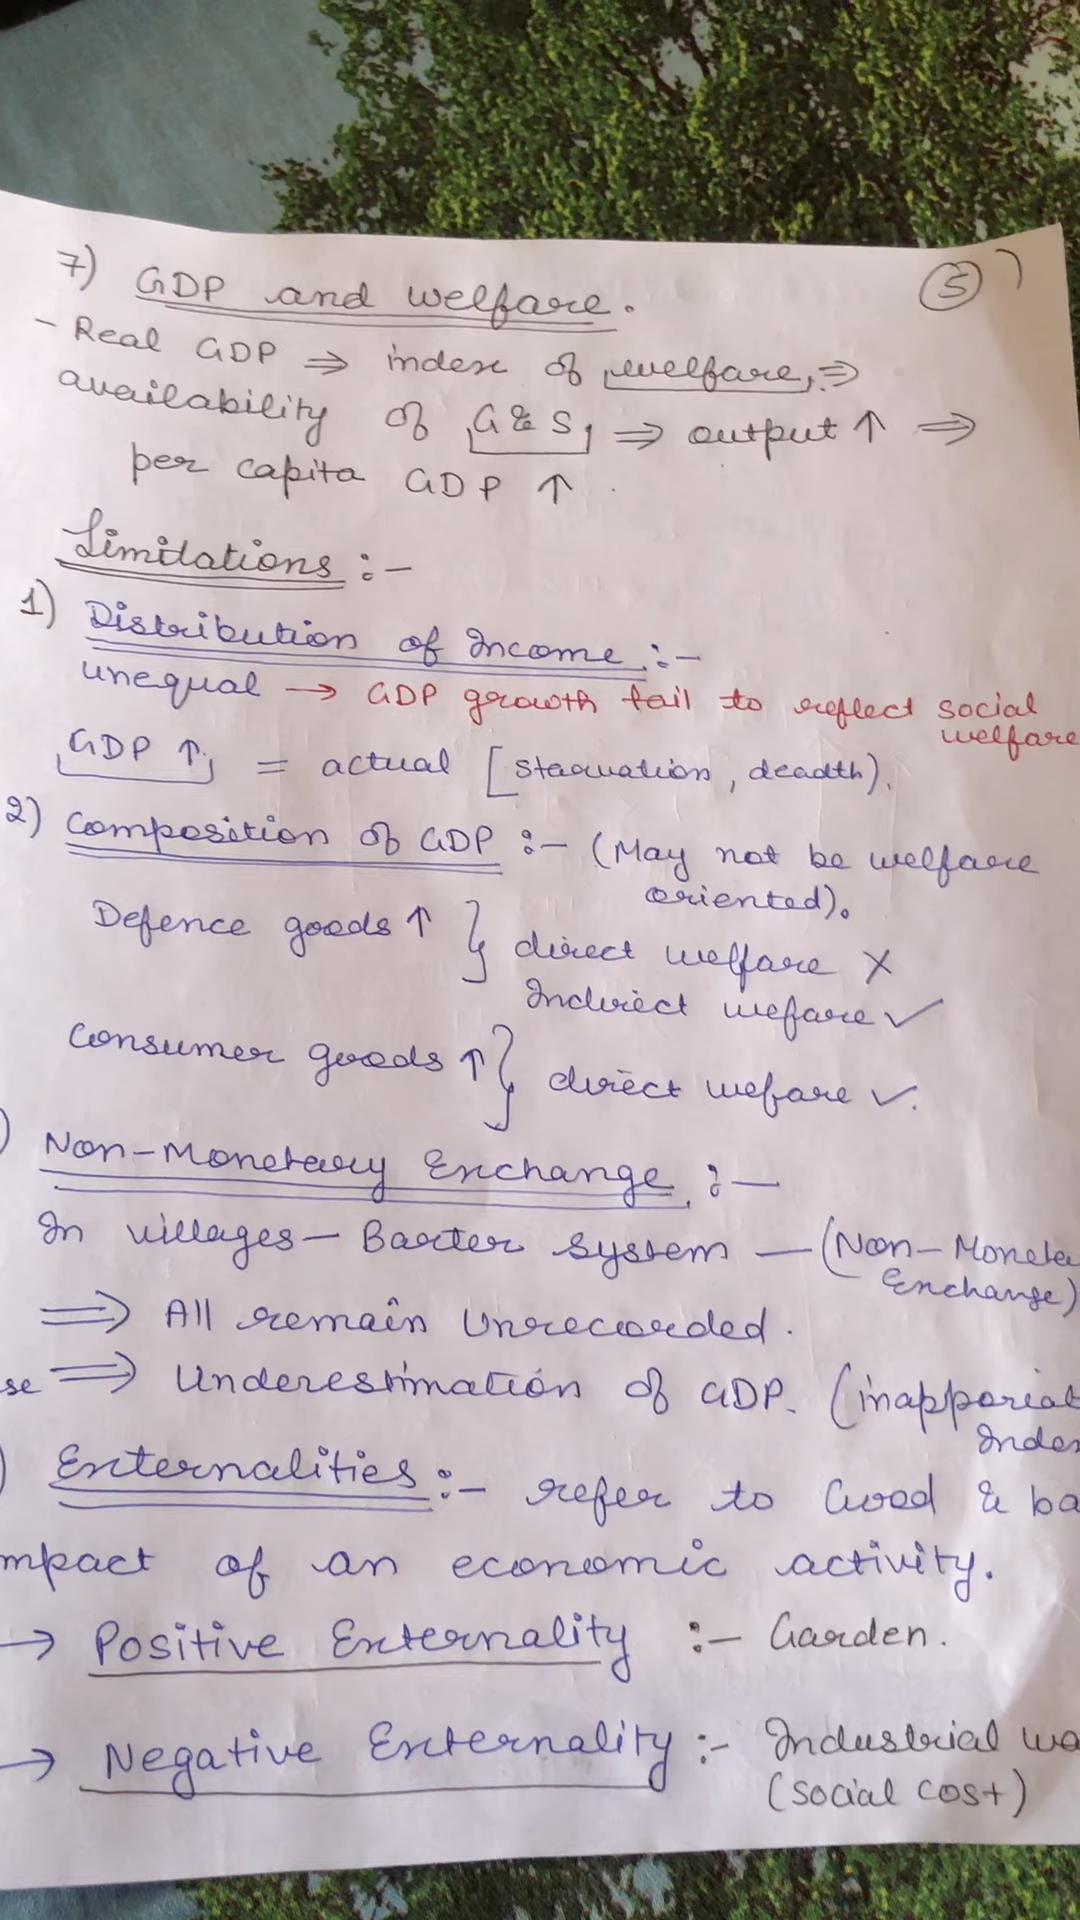 7) GDP and welfare. (5)
- Real GDP ⇒ index of welfare, ⇒
availability of G & S, ⇒ output ↑ ⇒
per capita GDP ↑
Limitations :-
1) Distribution of Income :-
unequal → GDP growth fail to reflect social
welfare
GDP ↑ = actual [starvation, deadth).
2) Composition of GDP :- (May not be welfare
oriented).
Defence goods ↑ } direct welfare ×
Indirect wefare ✓
Consumer goods ↑ } direct wefare ✓.
) Non-Monetary Exchange :-
In villages - Barter system - (Non-Moneta
Exchange)
⇒ All remain Unrecorded.
se ⇒ Underestimation of GDP. (inapporiat
Index
) Externalities :- refer to Good & ba
mpact of an economic activity.
→ Positive Externality :- Garden.
→ Negative Externality :- Industrial wa
(social cost)